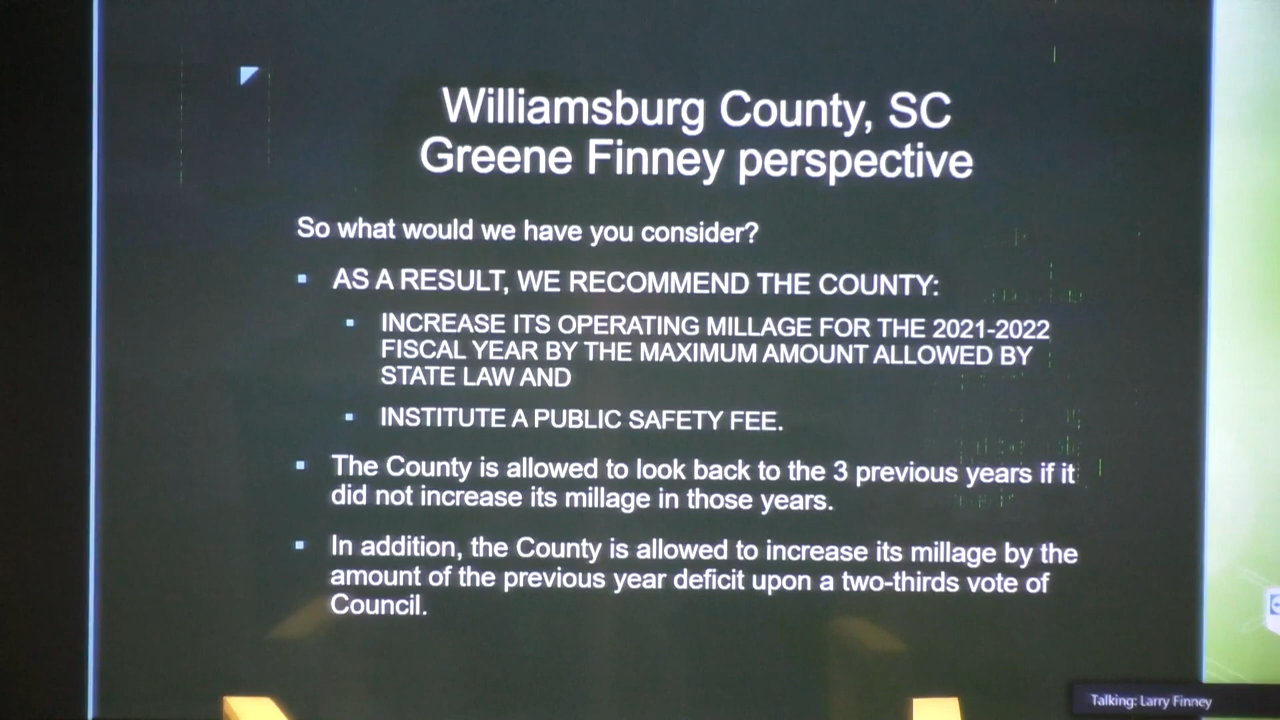 Williamsburg County, SC
Greene Finney perspective
So what would we have you consider?
AS A RESULT, WE RECOMMEND THE COUNTY:
INCREASE ITS OPERATING MILLAGE FOR THE 2021-2022
FISCAL YEAR BY THE MAXIMUM AMOUNT ALLOWED BY
STATE LAW AND
INSTITUTE A PUBLIC SAFETY FEE.
The County is allowed to look back to the 3 previous years if it
did not increase its millage in those years.
In addition, the County is allowed to increase its millage by the
amount of the previous year deficit upon a two-thirds vote of
Council.
Talking: Larry Finney